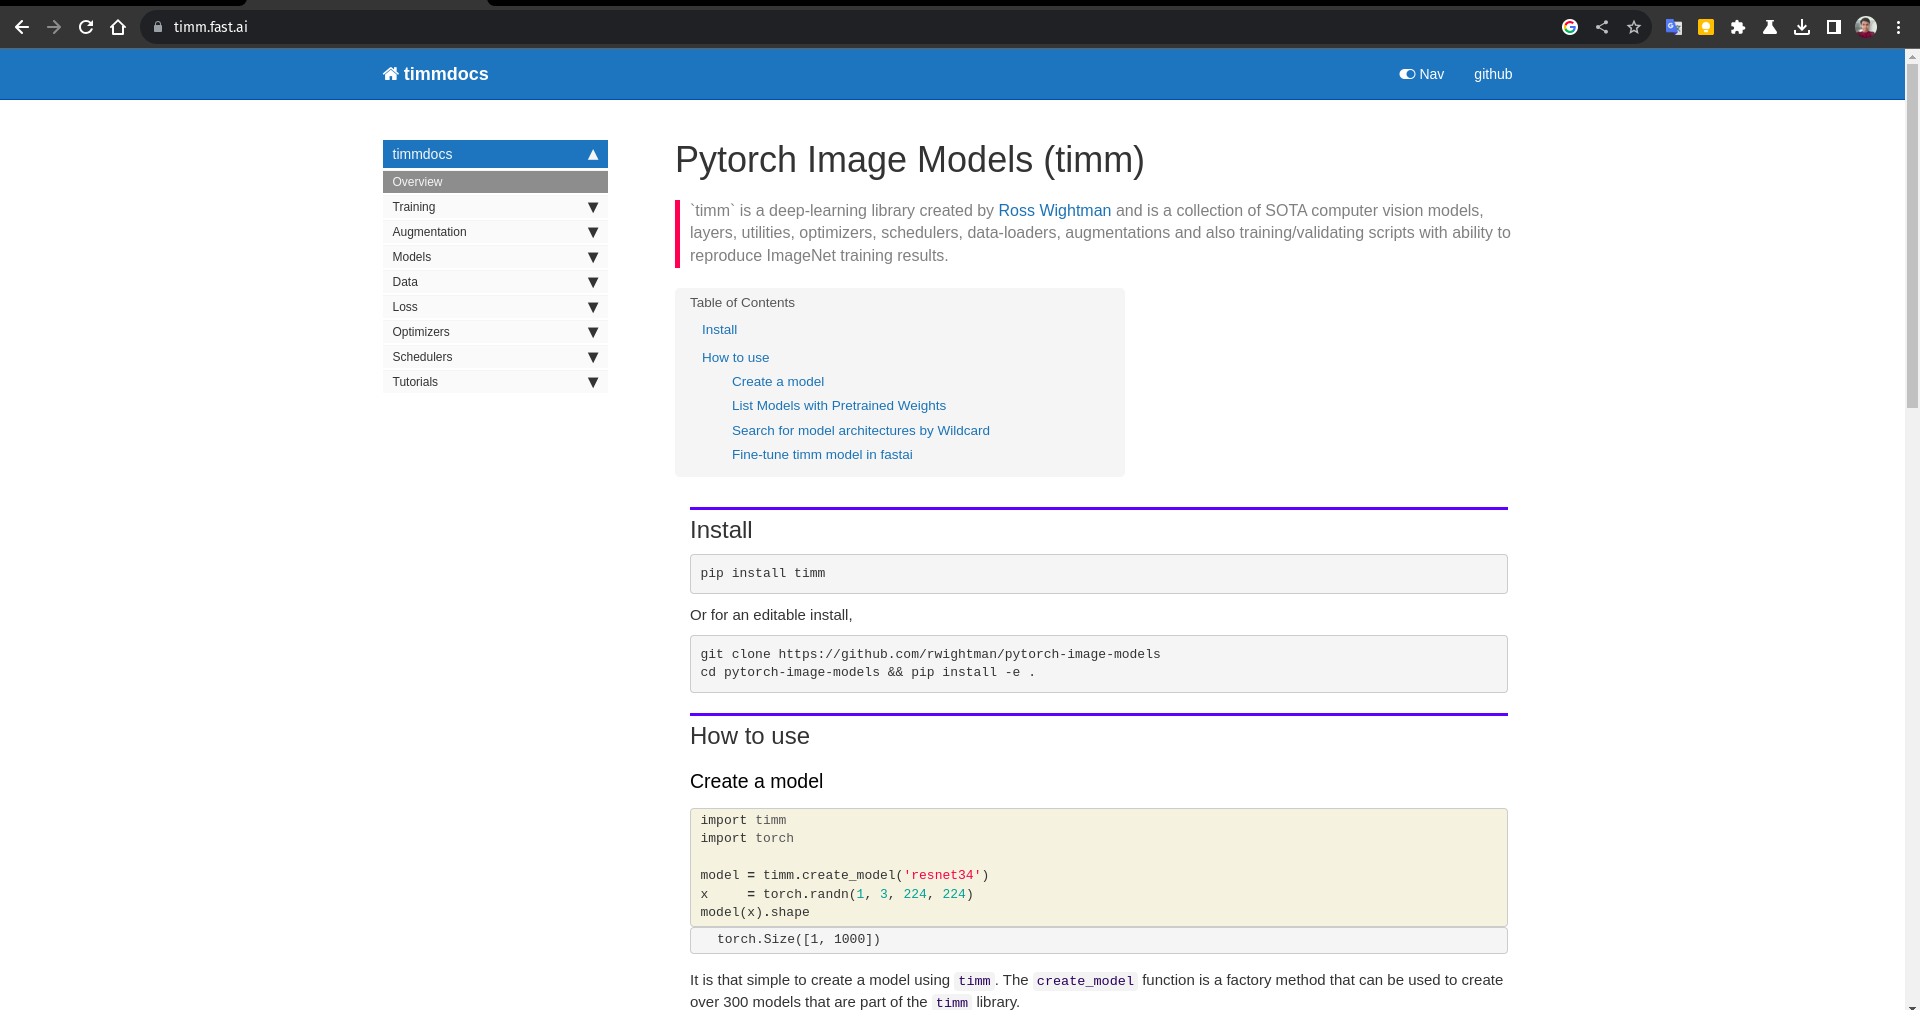 timm.fast.ai
timmdocs
Nav
github
timmdocs
Overview
Training
Augmentation
Models
Data
Loss
Optimizers
Schedulers
Tutorials
Pytorch Image Models (timm)
`timm` is a deep-learning library created by Ross Wightman and is a collection of SOTA computer vision models,
layers, utilities, optimizers, schedulers, data-loaders, augmentations and also training/validating scripts with ability to
reproduce ImageNet training results.
Table of Contents
Install
How to use
Create a model
List Models with Pretrained Weights
Search for model architectures by Wildcard
Fine-tune timm model in fastai
Install
pip install timm
Or for an editable install,
git clone https://github.com/rwightman/pytorch-image-models
cd pytorch-image-models && pip install -e .
How to use
Create a model
import timm
import torch
model = timm.create_model('resnet34')
x     = torch.randn(1, 3, 224, 224)
model(x).shape
torch.Size([1, 1000])
It is that simple to create a model using timm. The create_model function is a factory method that can be used to create
over 300 models that are part of the timm library.